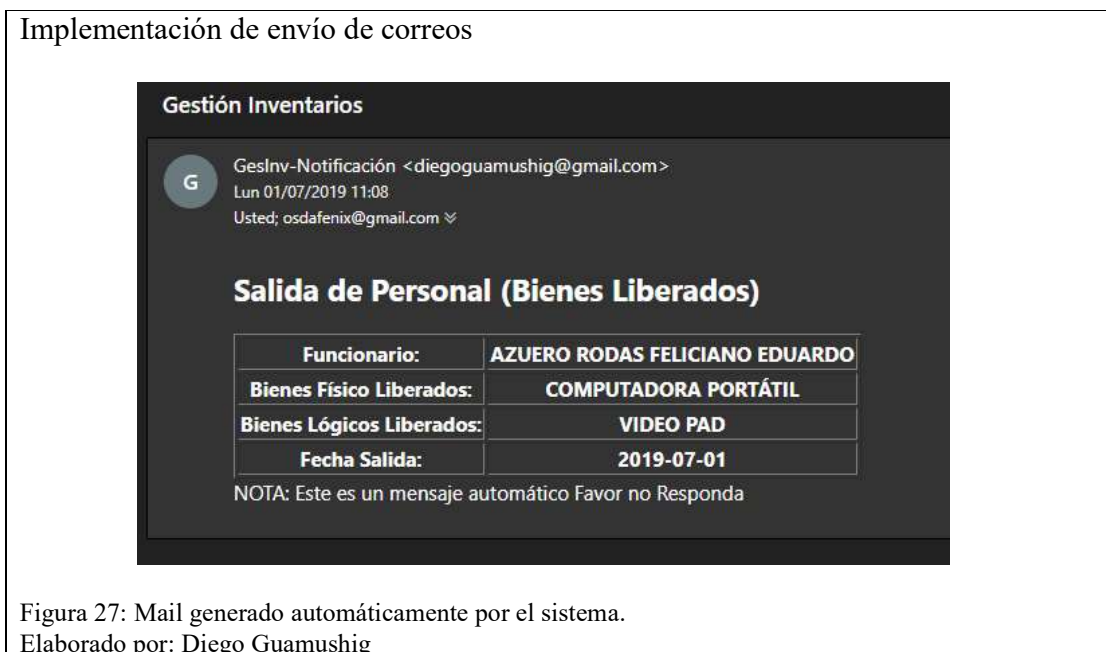 Implementación de envío de correos
Gestión Inventarios
G
GesInv-Notificación <diegoguamushig@gmail.com>
Lun 01/07/2019 11:08
Usted; osdafenix@gmail.com
Salida de Personal (Bienes Liberados)
Funcionario: AZUERO RODAS FELICIANO EDUARDO
Bienes Físico Liberados: COMPUTADORA PORTÁTIL
Bienes Lógicos Liberados: VIDEO PAD
Fecha Salida: 2019-07-01
NOTA: Este es un mensaje automático Favor no Responda
Figura 27: Mail generado automáticamente por el sistema.
Elaborado por: Diego Guamushig